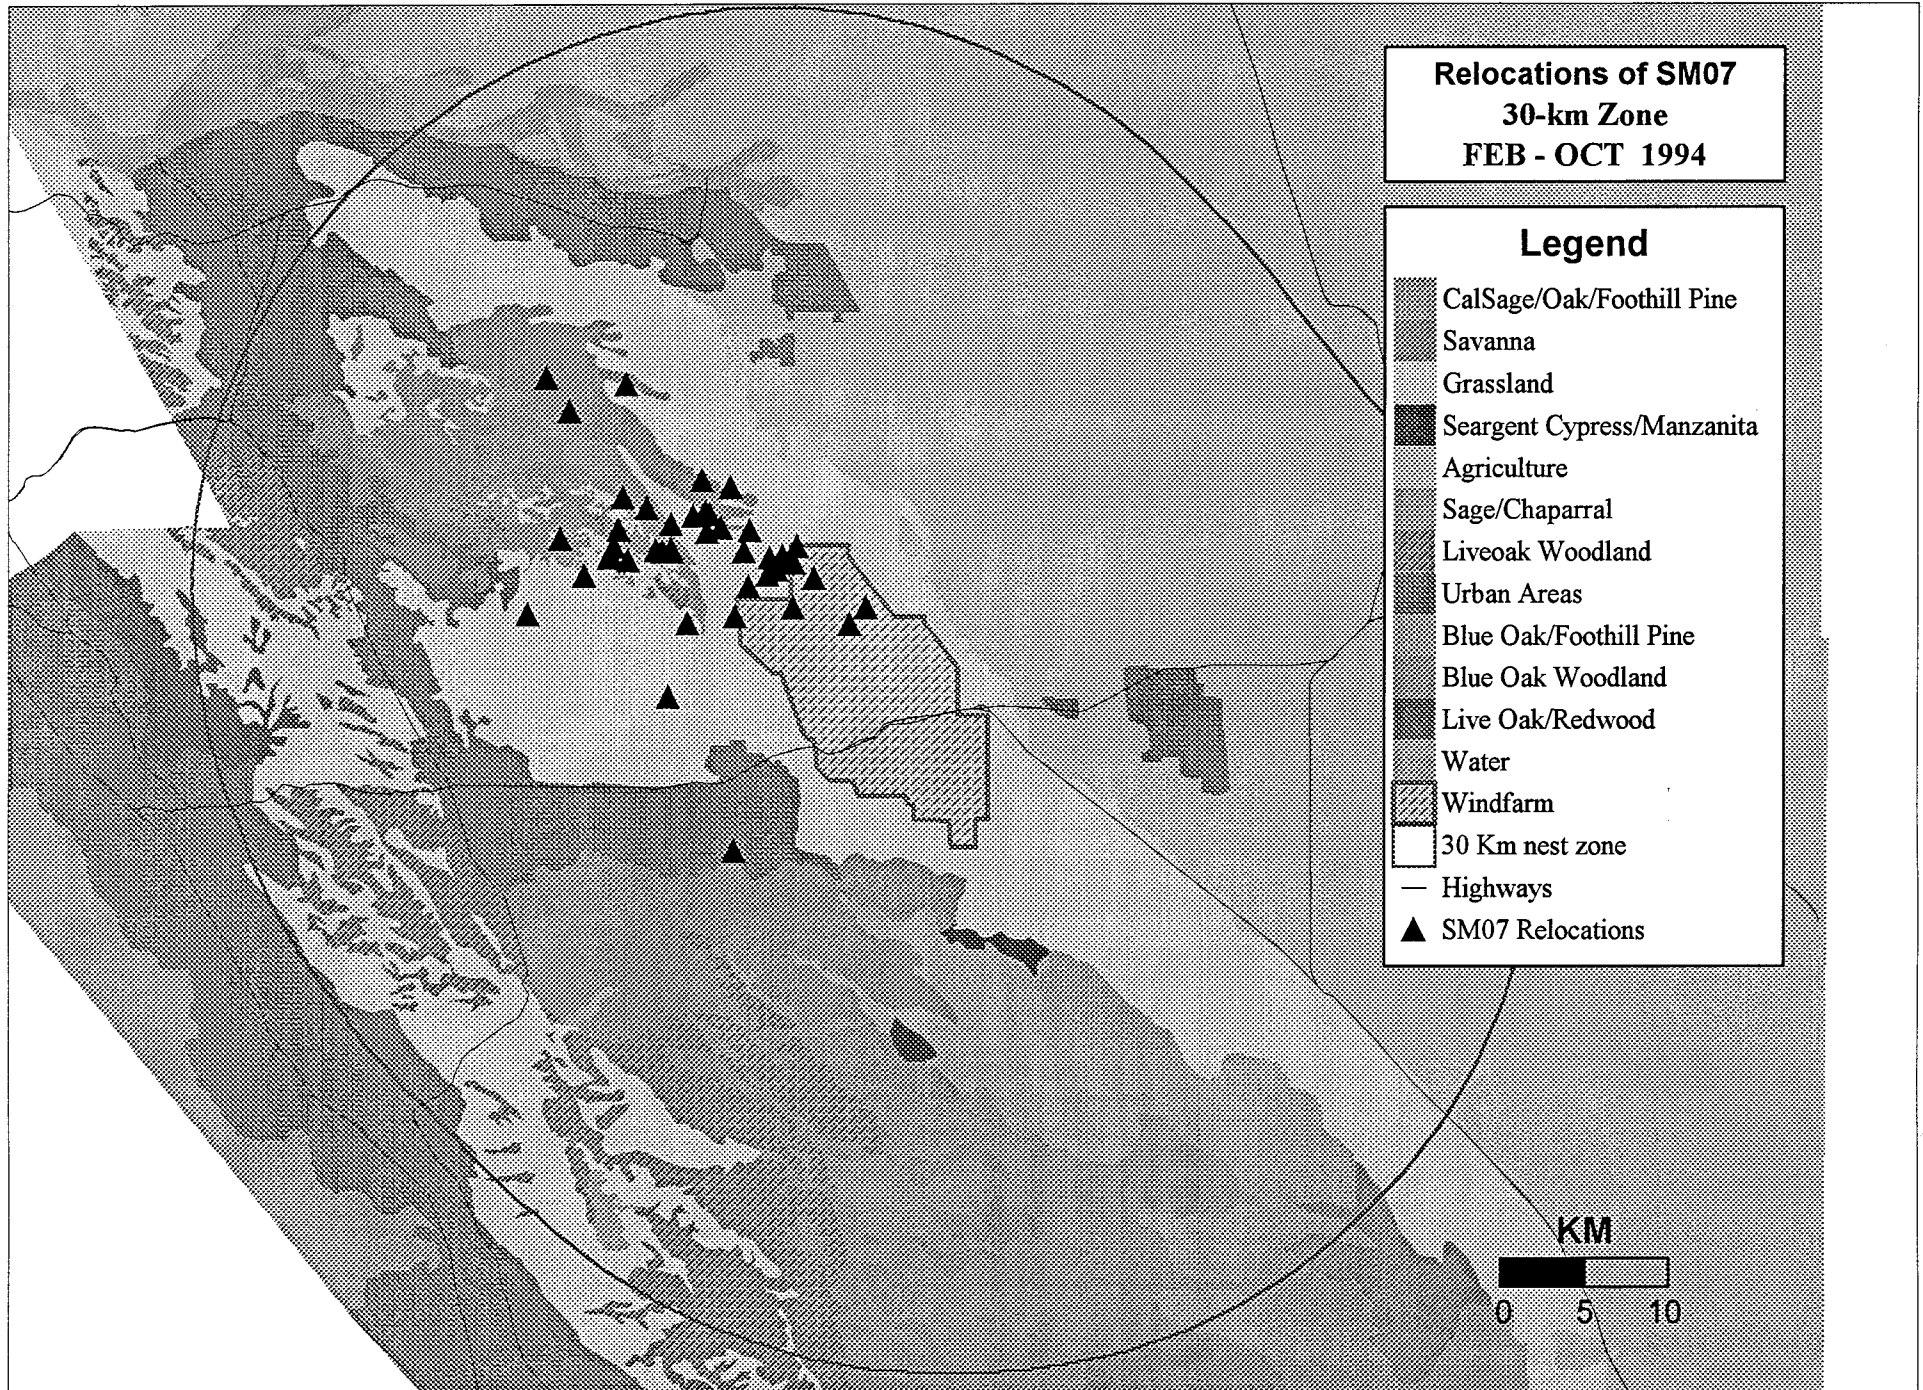 Relocations of SM07
30-km Zone
FEB - OCT 1994
Legend
CalSage/Oak/Foothill Pine
Savanna
Grassland
Seargent Cypress/Manzanita
Agriculture
Sage/Chaparral
Liveoak Woodland
Urban Areas
Blue Oak/Foothill Pine
Blue Oak Woodland
Live Oak/Redwood
Water
Windfarm
30 Km nest zone
Highways
SM07 Relocations
KM
0 5 10